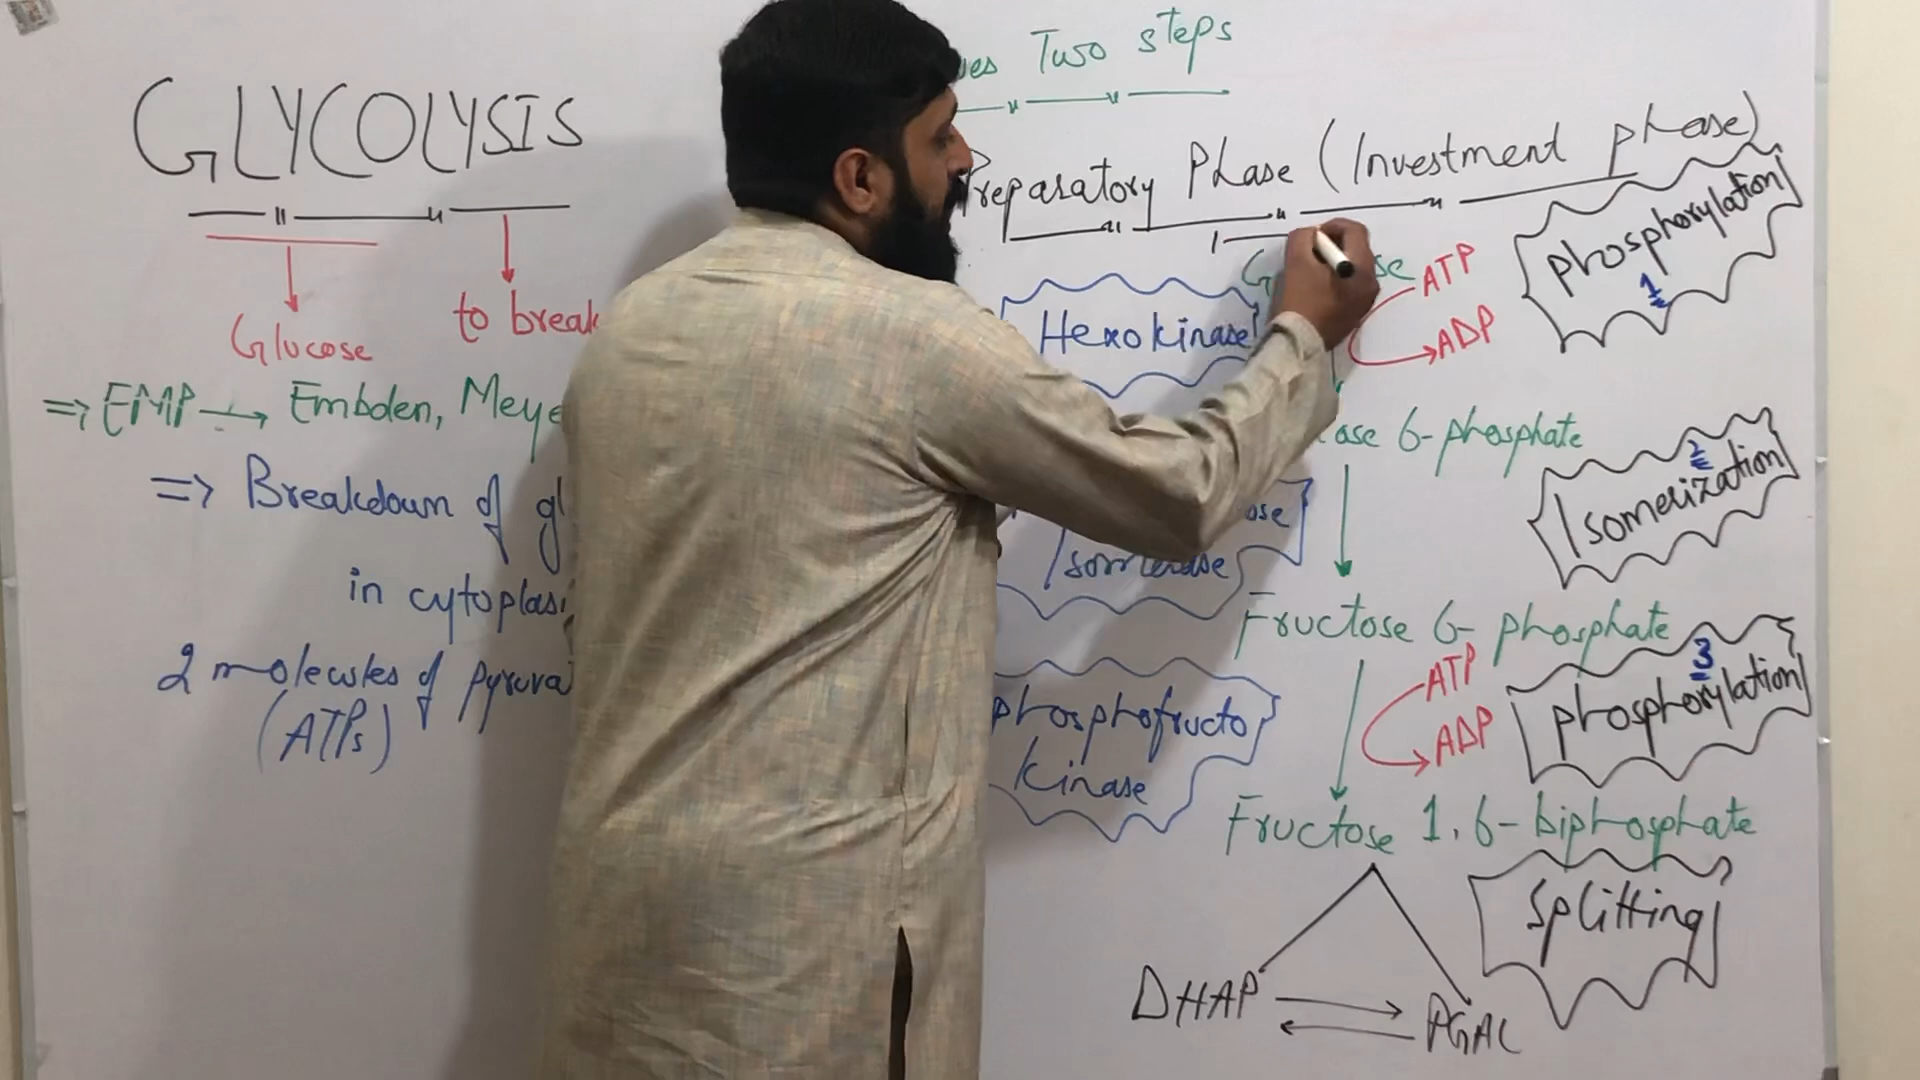 GLYCOLYSIS
Glucose
to break
=> EMP → Embden, Meye
=> Breakdown of gl
in cytoplas
2 molecules of pyruva
(ATPs)
Two steps
Preparatory Phase (Investment phase)
ATP
ADP
phosphorylation
1
Hexokinase
ose 6-phosphate
2
Isomerization
ose
Isomerase
Fructose 6-phosphate
ATP
ADP
3
phosphorylation
phosphofructo
kinase
Fructose 1,6-biphosphate
Splitting
DHAP
PGAL